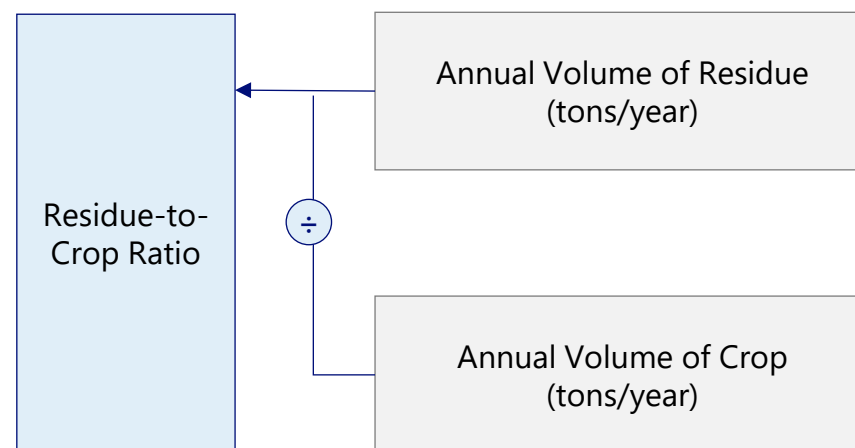 Residue-to-
Crop Ratio
Annual Volume of Residue
(tons/year)
÷
Annual Volume of Crop
(tons/year)